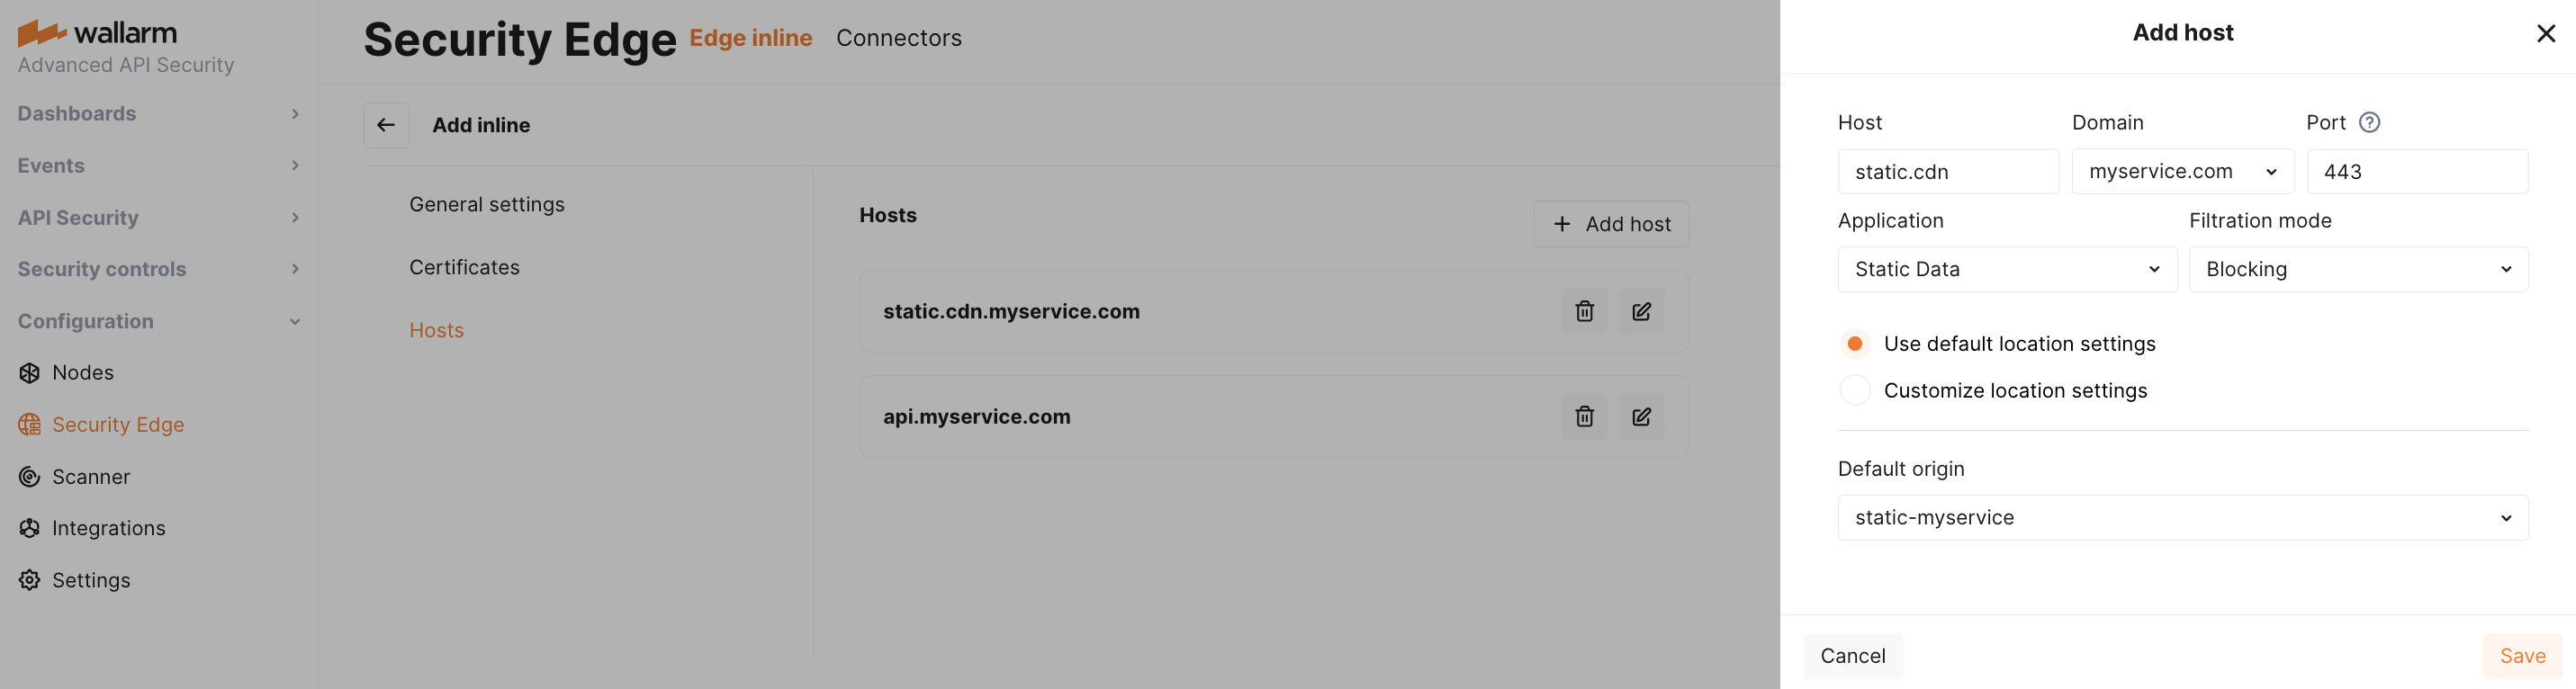 wallarm
Advanced API Security
Dashboards
Events
API Security
Security controls
Configuration
Nodes
Security Edge
Scanner
Integrations
Settings
Security Edge Edge inline Connectors
Add inline
General settings
Certificates
Hosts
Hosts
Add host
static.cdn.myservice.com
api.myservice.com
Add host
Host Domain Port ?
static.cdn myservice.com 443
Application Filtration mode
Static Data Blocking
Use default location settings
Customize location settings
Default origin
static-myservice
Cancel Save